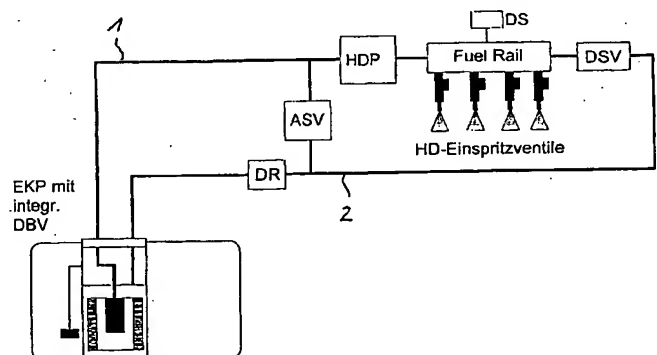 1
DS
HDP
Fuel Rail
DSV
ASV
HD-Einspritzventile
DR
2
EKP mit
integr.
DBV